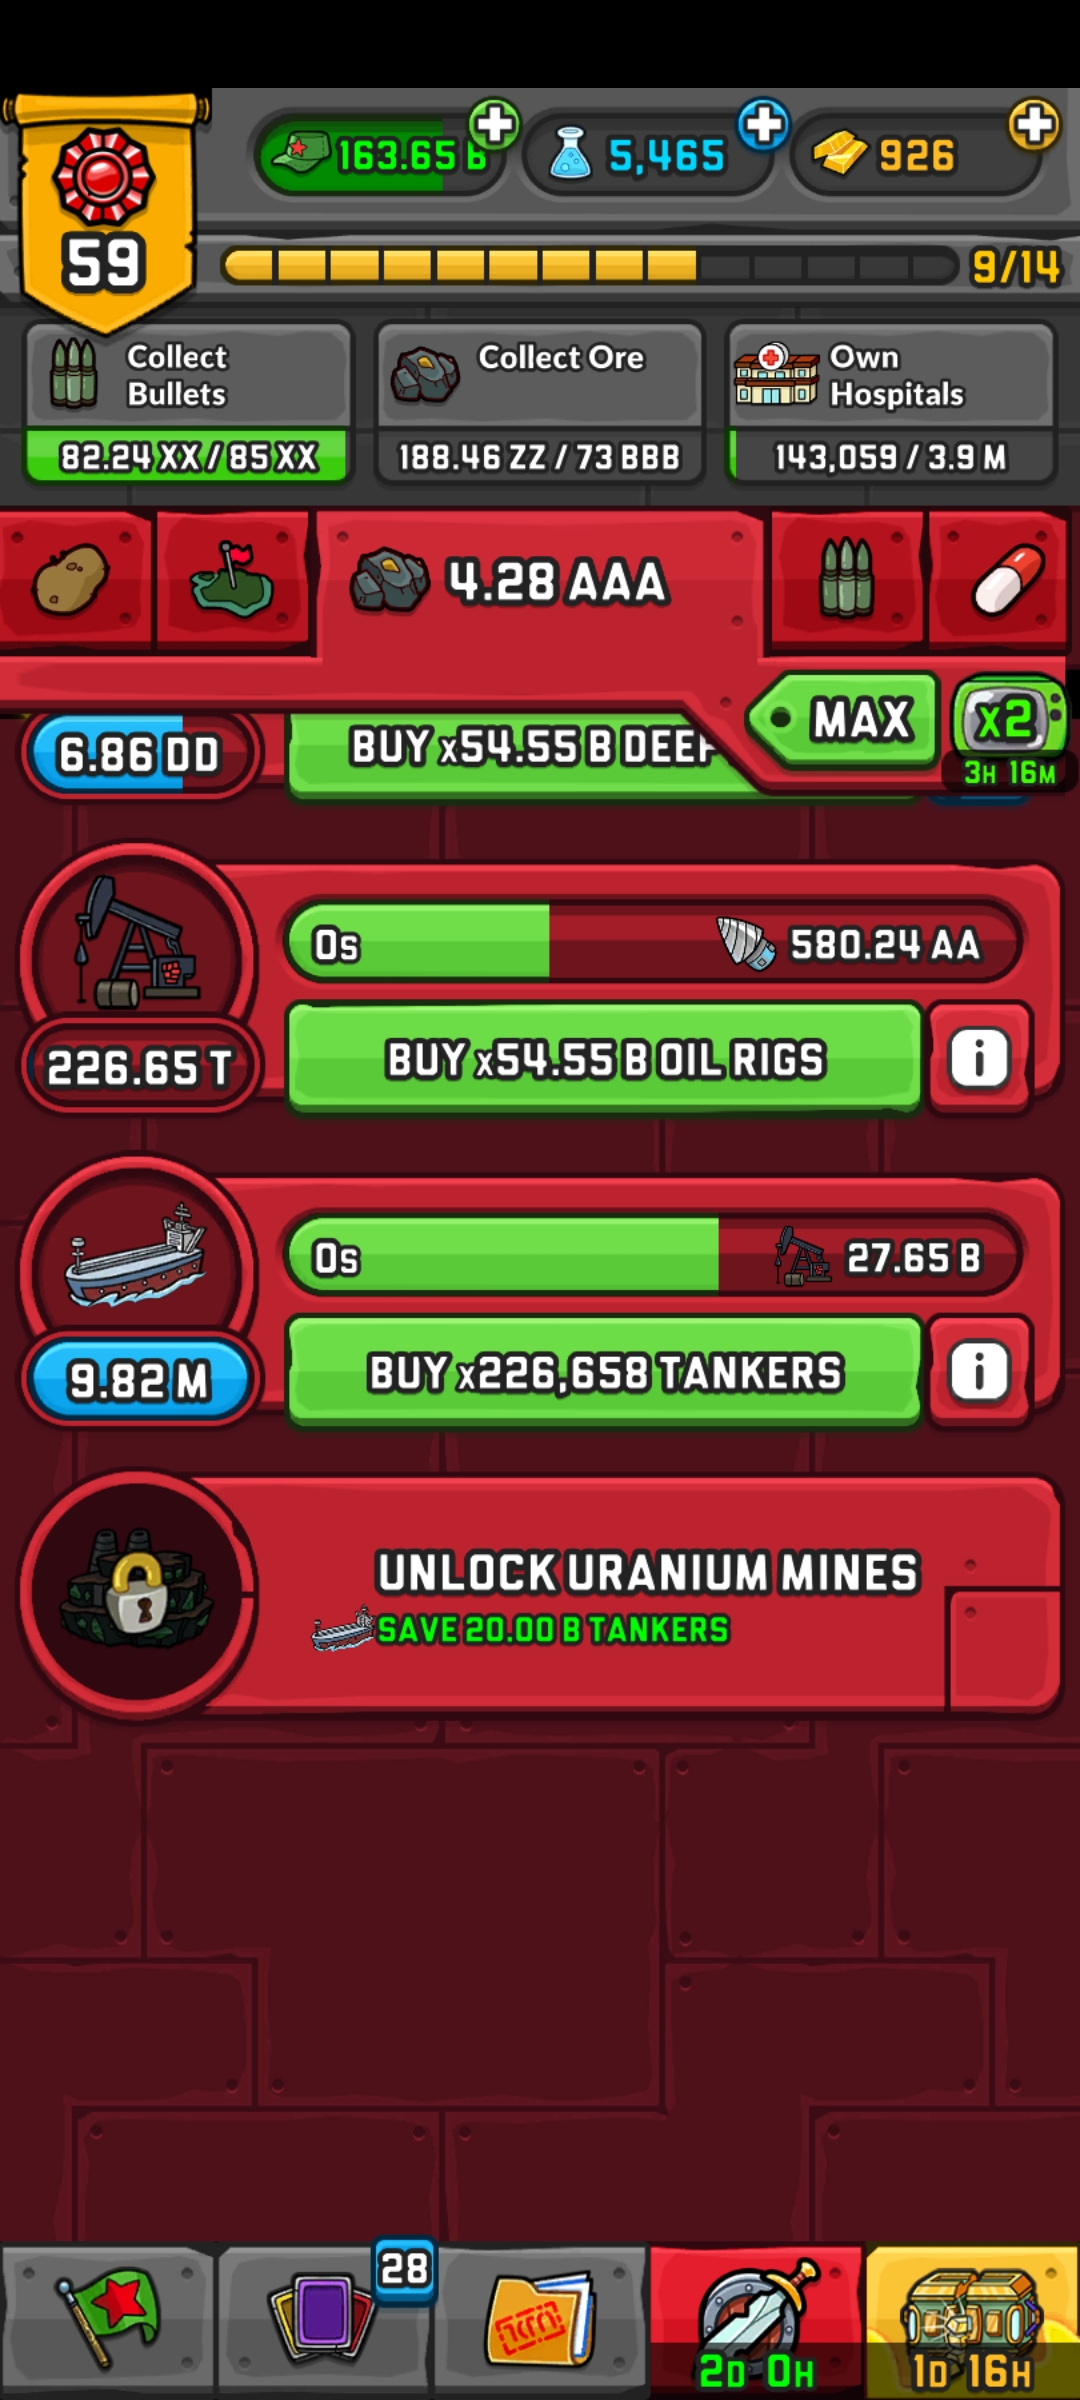 163.65 B
5,465
926
59
9/14
Collect
Bullets
82.24 XX / 85 XX
Collect Ore
188.46 ZZ / 73 BBB
Own
Hospitals
143,059 / 3.9 M
4.28 AAA
MAX
x2
3H 16M
6.86 DD
BUY x54.55 B DEEP
0s
580.24 AA
226.65 T
BUY x54.55 B OIL RIGS
i
0s
27.65 B
9.82 M
BUY x226,658 TANKERS
i
UNLOCK URANIUM MINES
SAVE 20.00 B TANKERS
28
2D 0H
1D 16H